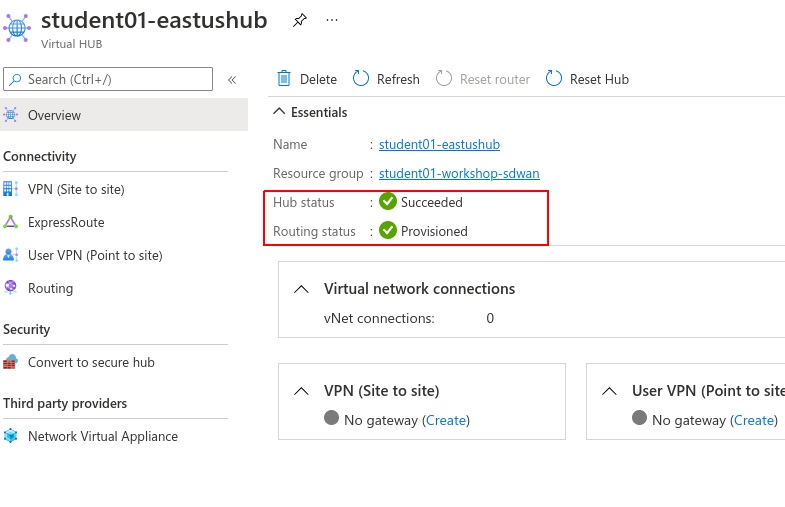 student01-eastushub
...
Virtual HUB
Search (Ctrl+/)
«
Delete
Refresh
Reset router
Reset Hub
Overview
Essentials
Name : student01-eastushub
Resource group : student01-workshop-sdwan
Hub status : Succeeded
Routing status : Provisioned
Connectivity
VPN (Site to site)
ExpressRoute
User VPN (Point to site)
Routing
Security
Convert to secure hub
Third party providers
Network Virtual Appliance
Virtual network connections
vNet connections: 0
VPN (Site to site)
No gateway (Create)
User VPN (Point to site
No gateway (Create)